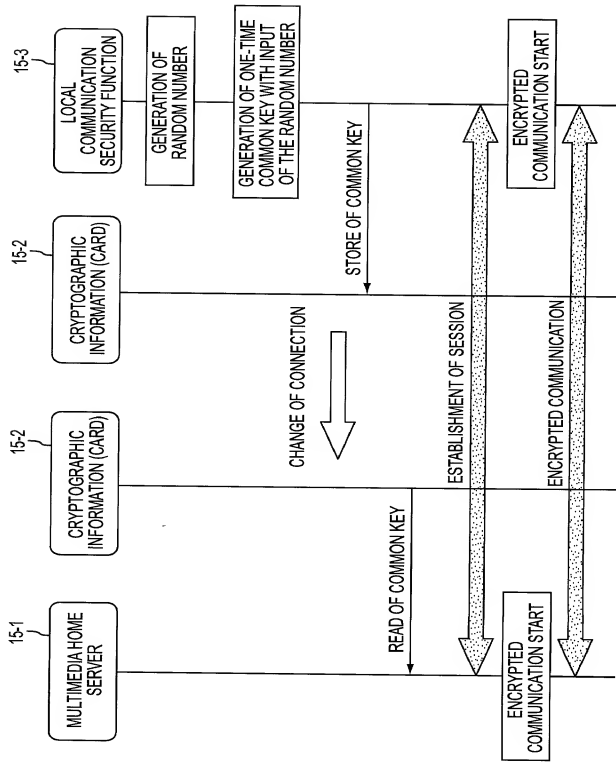 15-1
MULTIMEDIA HOME
SERVER
15-2
CRYPTOGRAPHIC
INFORMATION (CARD)
15-2
CRYPTOGRAPHIC
INFORMATION (CARD)
15-3
LOCAL
COMMUNICATION
SECURITY FUNCTION
GENERATION OF
RANDOM NUMBER
GENERATION OF ONE-TIME
COMMON KEY WITH INPUT
OF THE RANDOM NUMBER
STORE OF COMMON KEY
CHANGE OF CONNECTION
READ OF COMMON KEY
ESTABLISHMENT OF SESSION
ENCRYPTED
COMMUNICATION START
ENCRYPTED
COMMUNICATION START
ENCRYPTED COMMUNICATION